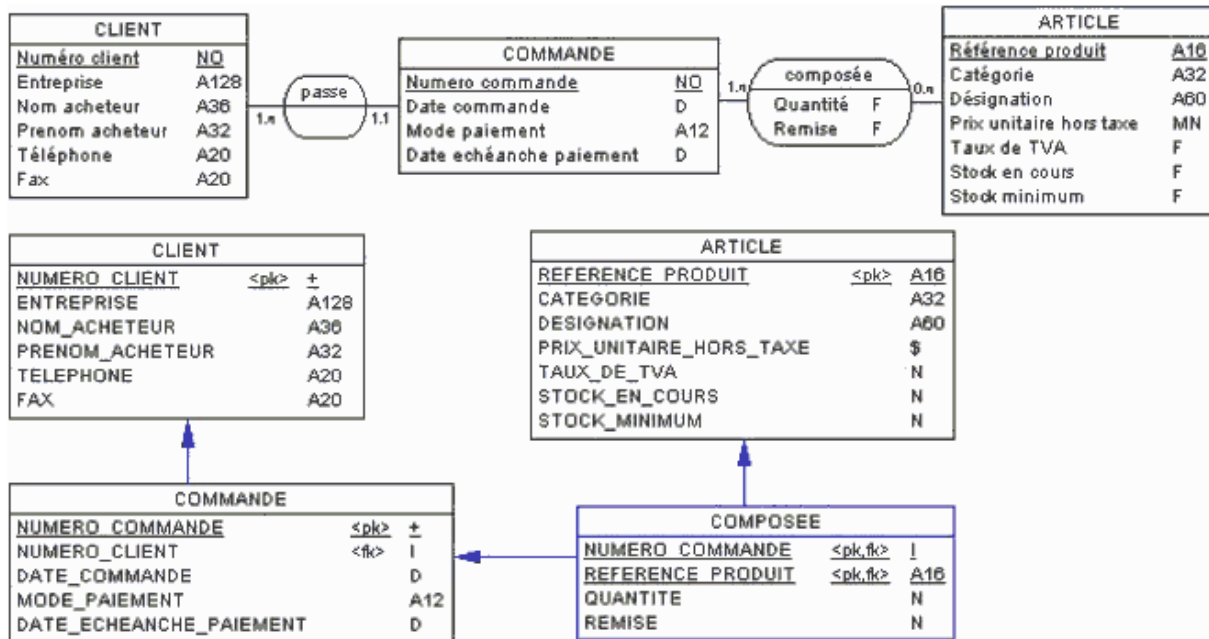 CLIENT
Numéro client NO
Entreprise A128
Nom acheteur A36
Prenom acheteur A32
Téléphone A20
Fax A20
1.n
passe
1.1
COMMANDE
Numero commande NO
Date commande D
Mode paiement A12
Date echéanche paiement D
1.n
composée
Quantité F
Remise F
0.n
ARTICLE
Référence produit A16
Catégorie A32
Désignation A60
Prix unitaire hors taxe MN
Taux de TVA F
Stock en cours F
Stock minimum F
CLIENT
NUMERO_CLIENT <pk> +
ENTREPRISE A128
NOM_ACHETEUR A36
PRENOM_ACHETEUR A32
TELEPHONE A20
FAX A20
ARTICLE
REFERENCE_PRODUIT <pk> A16
CATEGORIE A32
DESIGNATION A60
PRIX_UNITAIRE_HORS_TAXE $
TAUX_DE_TVA N
STOCK_EN_COURS N
STOCK_MINIMUM N
COMMANDE
NUMERO_COMMANDE <pk> +
NUMERO_CLIENT <fk> I
DATE_COMMANDE D
MODE_PAIEMENT A12
DATE_ECHEANCHE_PAIEMENT D
COMPOSEE
NUMERO_COMMANDE <pk,fk> I
REFERENCE_PRODUIT <pk,fk> A16
QUANTITE N
REMISE N